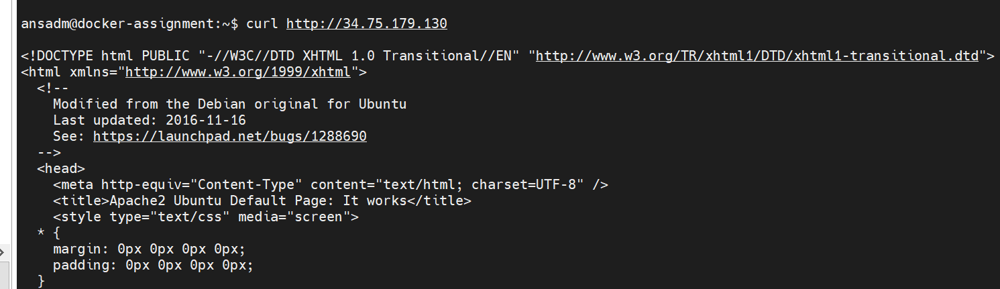 ansadm@docker-assignment:~$ curl http://34.75.179.130
<!DOCTYPE html PUBLIC "-//W3C//DTD XHTML 1.0 Transitional//EN" "http://www.w3.org/TR/xhtml1/DTD/xhtml1-transitional.dtd">
<html xmlns="http://www.w3.org/1999/xhtml">
  <!--
    Modified from the Debian original for Ubuntu
    Last updated: 2016-11-16
    See: https://launchpad.net/bugs/1288690
  -->
  <head>
    <meta http-equiv="Content-Type" content="text/html; charset=UTF-8" />
    <title>Apache2 Ubuntu Default Page: It works</title>
    <style type="text/css" media="screen">
  * {
    margin: 0px 0px 0px 0px;
    padding: 0px 0px 0px 0px;
  }